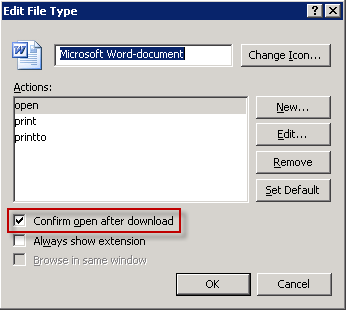 Edit File Type
Microsoft Word-document
Change Icon...
Actions:
open
print
printto
New...
Edit...
Remove
Set Default
Confirm open after download
Always show extension
Browse in same window
OK
Cancel